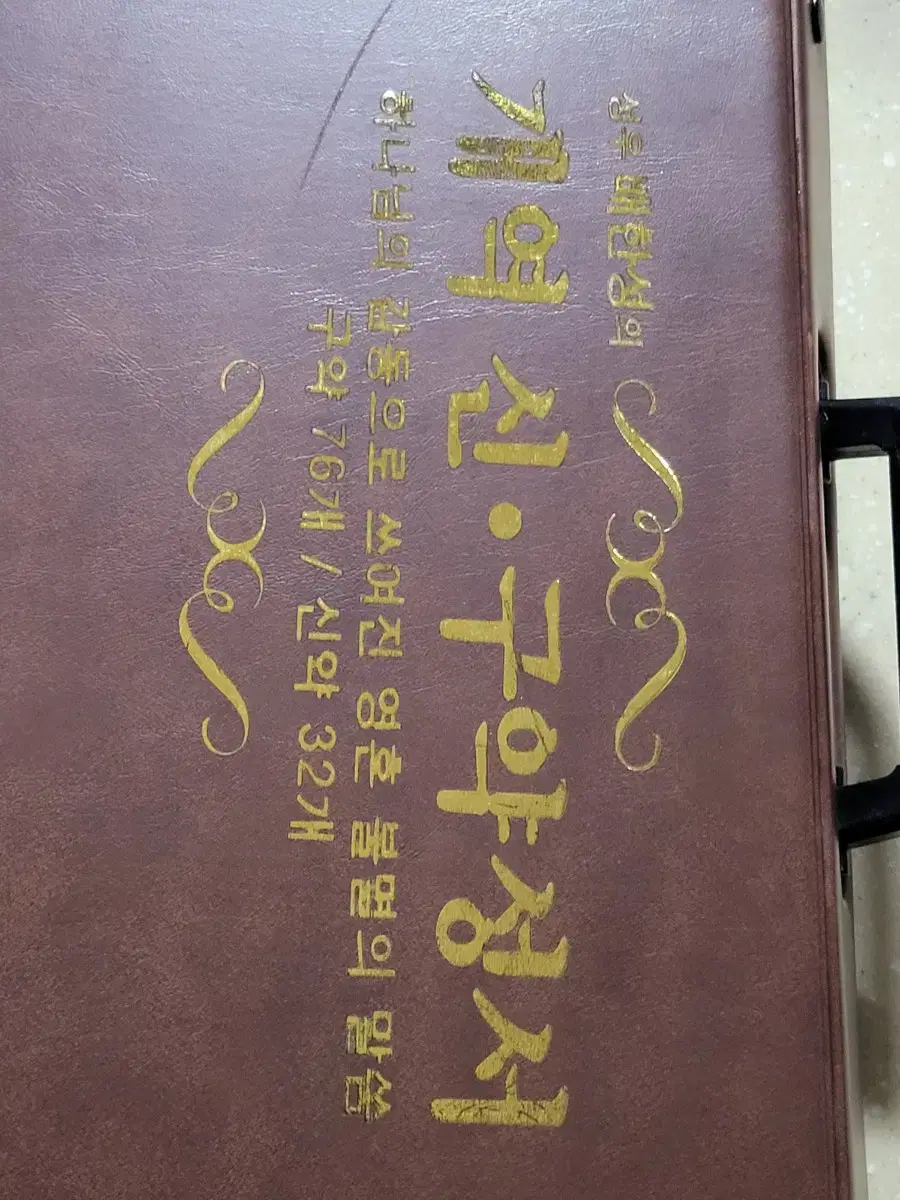 성우 배한성의
개역 신·구약성서
하나님의 감동으로 쓰여진 영혼 불멸의 말씀
구약 76개 / 신약 32개